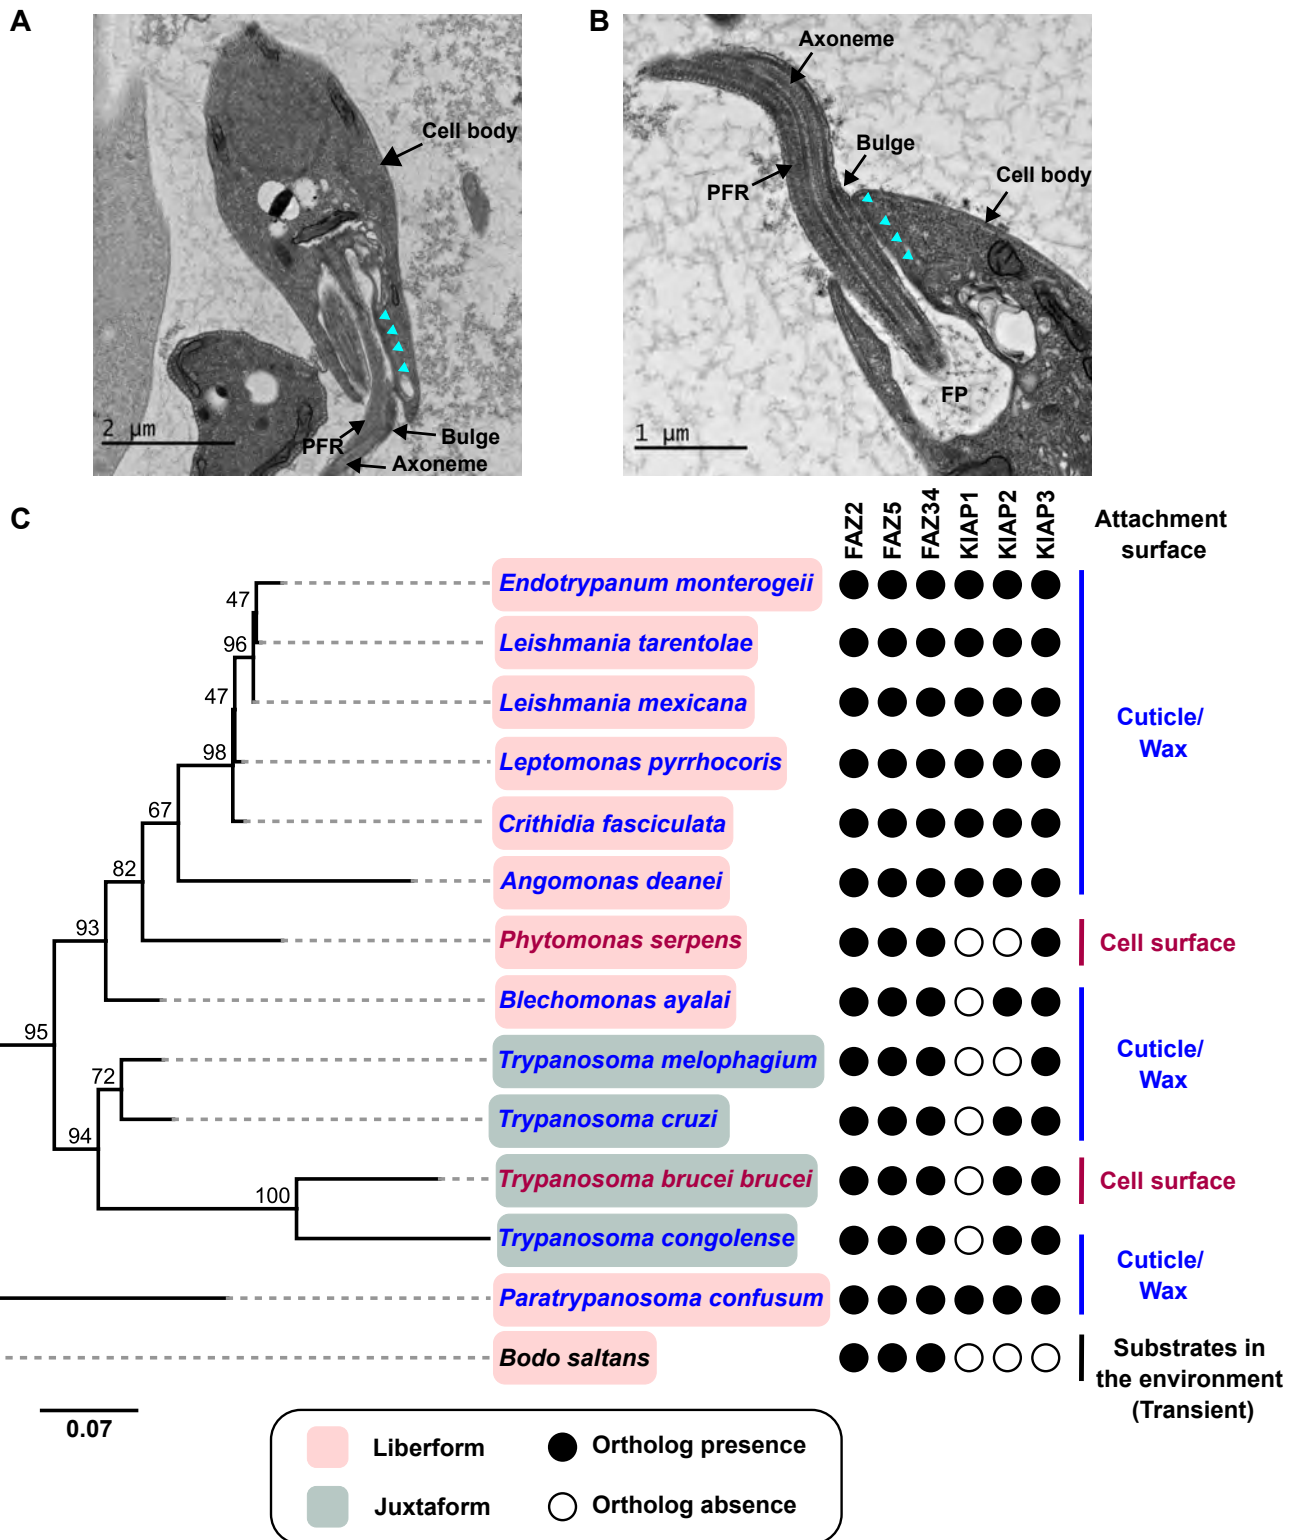 A
Cell body
2 μm
PFR
Bulge
Axoneme
B
Axoneme
Bulge
PFR
Cell body
FP
1 μm
C
FAZ2
FAZ5
FAZ34
KIAP1
KIAP2
KIAP3
Attachment
surface
47
Endotrypanum monterogeii
96
Leishmania tarentolae
47
Leishmania mexicana
98
Leptomonas pyrrhocoris
67
Crithidia fasciculata
82
Angomonas deanei
Cuticle/
Wax
93
Phytomonas serpens
Cell surface
Blechomonas ayalai
95
Trypanosoma melophagium
72
Trypanosoma cruzi
Cuticle/
Wax
94
Trypanosoma brucei brucei
Cell surface
100
Trypanosoma congolense
Paratrypanosoma confusum
Cuticle/
Wax
Bodo saltans
Substrates in
the environment
(Transient)
0.07
Liberform
Ortholog presence
Juxtaform
Ortholog absence